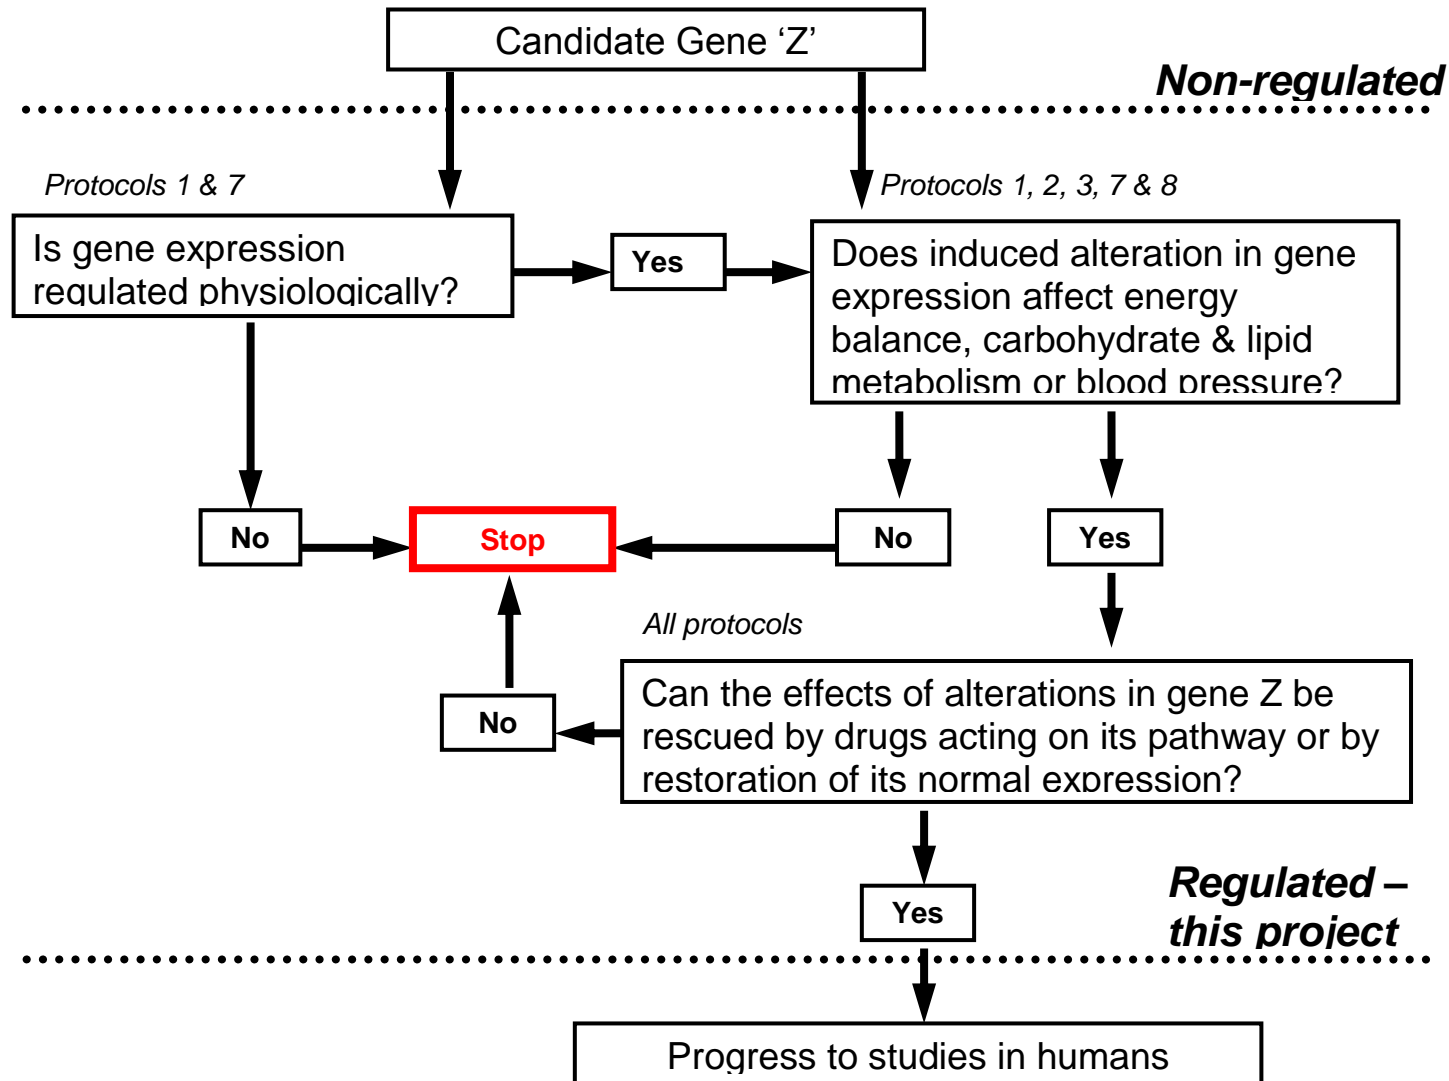 Candidate Gene ‘Z’
Non-regulated
Protocols 1 & 7
Protocols 1, 2, 3, 7 & 8
Is gene expression
regulated physiologically?
Yes
Does induced alteration in gene
expression affect energy
balance, carbohydrate & lipid
metabolism or blood pressure?
No
Stop
No
Yes
All protocols
Can the effects of alterations in gene Z be
rescued by drugs acting on its pathway or by
restoration of its normal expression?
No
Yes
Regulated –
this project
Progress to studies in humans